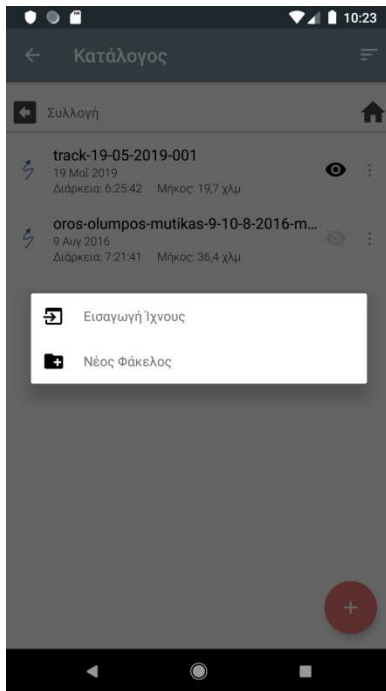 10:23
Κατάλογος
Συλλογή
track-19-05-2019-001
19 Μαΐ 2019
Διάρκεια: 6:25:42 Μήκος: 19,7 χλμ
oros-olumpos-mutikas-9-10-8-2016-m...
9 Αυγ 2016
Διάρκεια: 7:21:41 Μήκος: 36,4 χλμ
Εισαγωγή Ίχνους
Νέος Φάκελος